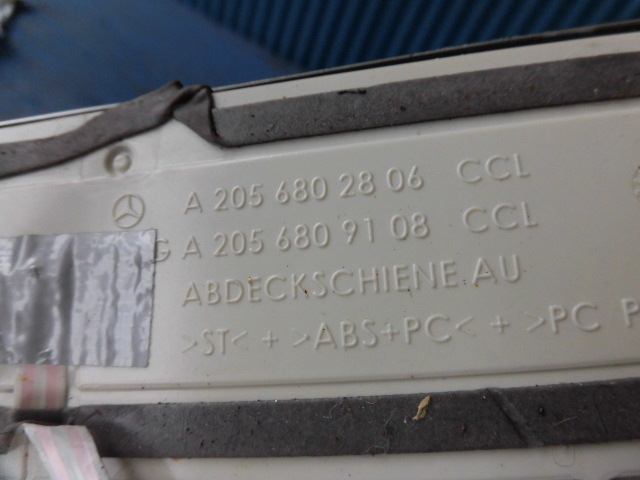 A 205 680 28 06 CCL
G A 205 680 91 08 CCL
ABDECKSCHIENE AU
>ST< + >ABS+PC< + >PC P